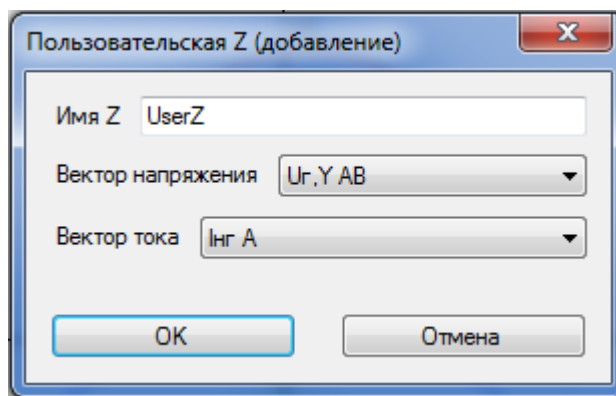 Пользовательская Z (добавление)
Имя Z UserZ
Вектор напряжения Uг,Y AB
Вектор тока Iнг A
OK Отмена